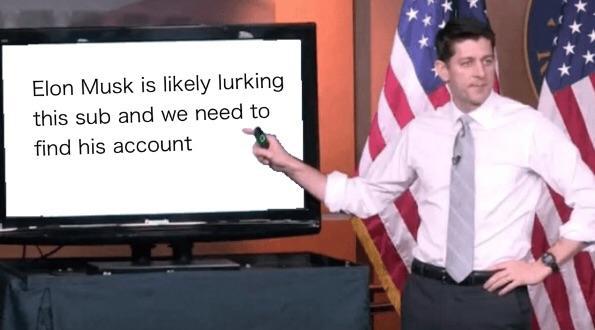 Elon Musk is likely lurking
this sub and we need to
find his account